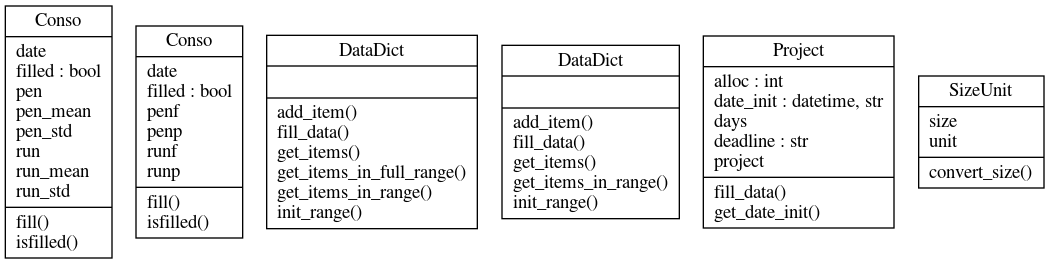 Conso
date
filled : bool
pen
pen_mean
pen_std
run
run_mean
run_std
fill()
isfilled()
Conso
date
filled : bool
penf
penp
runf
runp
fill()
isfilled()
DataDict
add_item()
fill_data()
get_items()
get_items_in_full_range()
get_items_in_range()
init_range()
DataDict
add_item()
fill_data()
get_items()
get_items_in_range()
init_range()
Project
alloc : int
date_init : datetime, str
days
deadline : str
project
fill_data()
get_date_init()
SizeUnit
size
unit
convert_size()